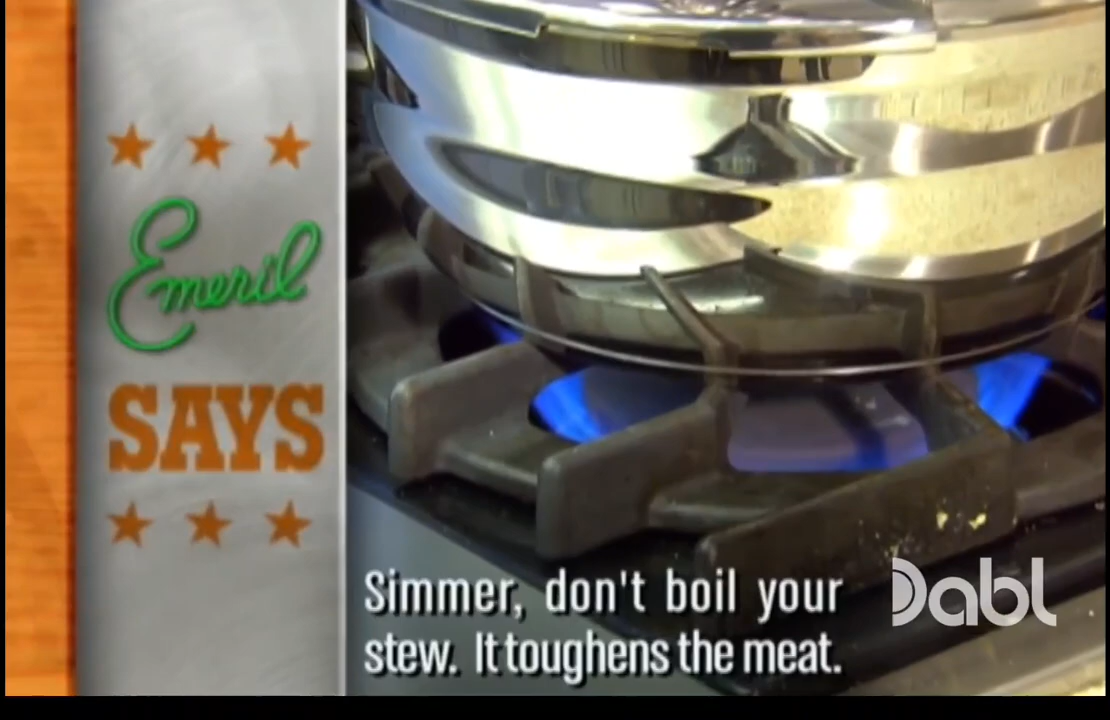 Emeril
SAYS
Simmer, don't boil your
stew. It toughens the meat.
Dabl